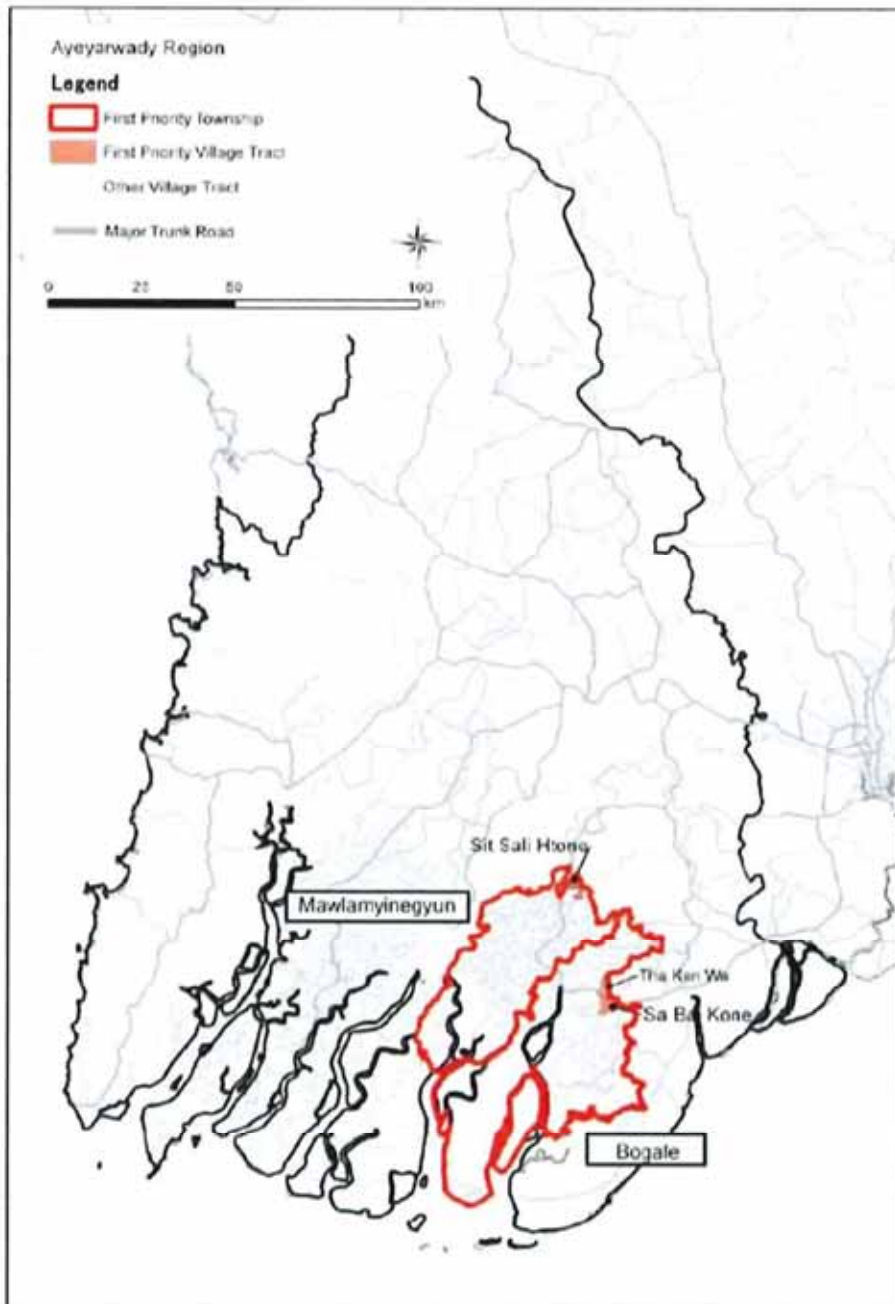 Ayeyarwady Region
Legend
First Priority Township
First Priority Village Tract
Other Village Tract
Major Trunk Road
0 25 50 100
km
Sit Sali Htone
Mawlamyinegyun
Tha Kan Wa
Sa Bai Kone
Bogale